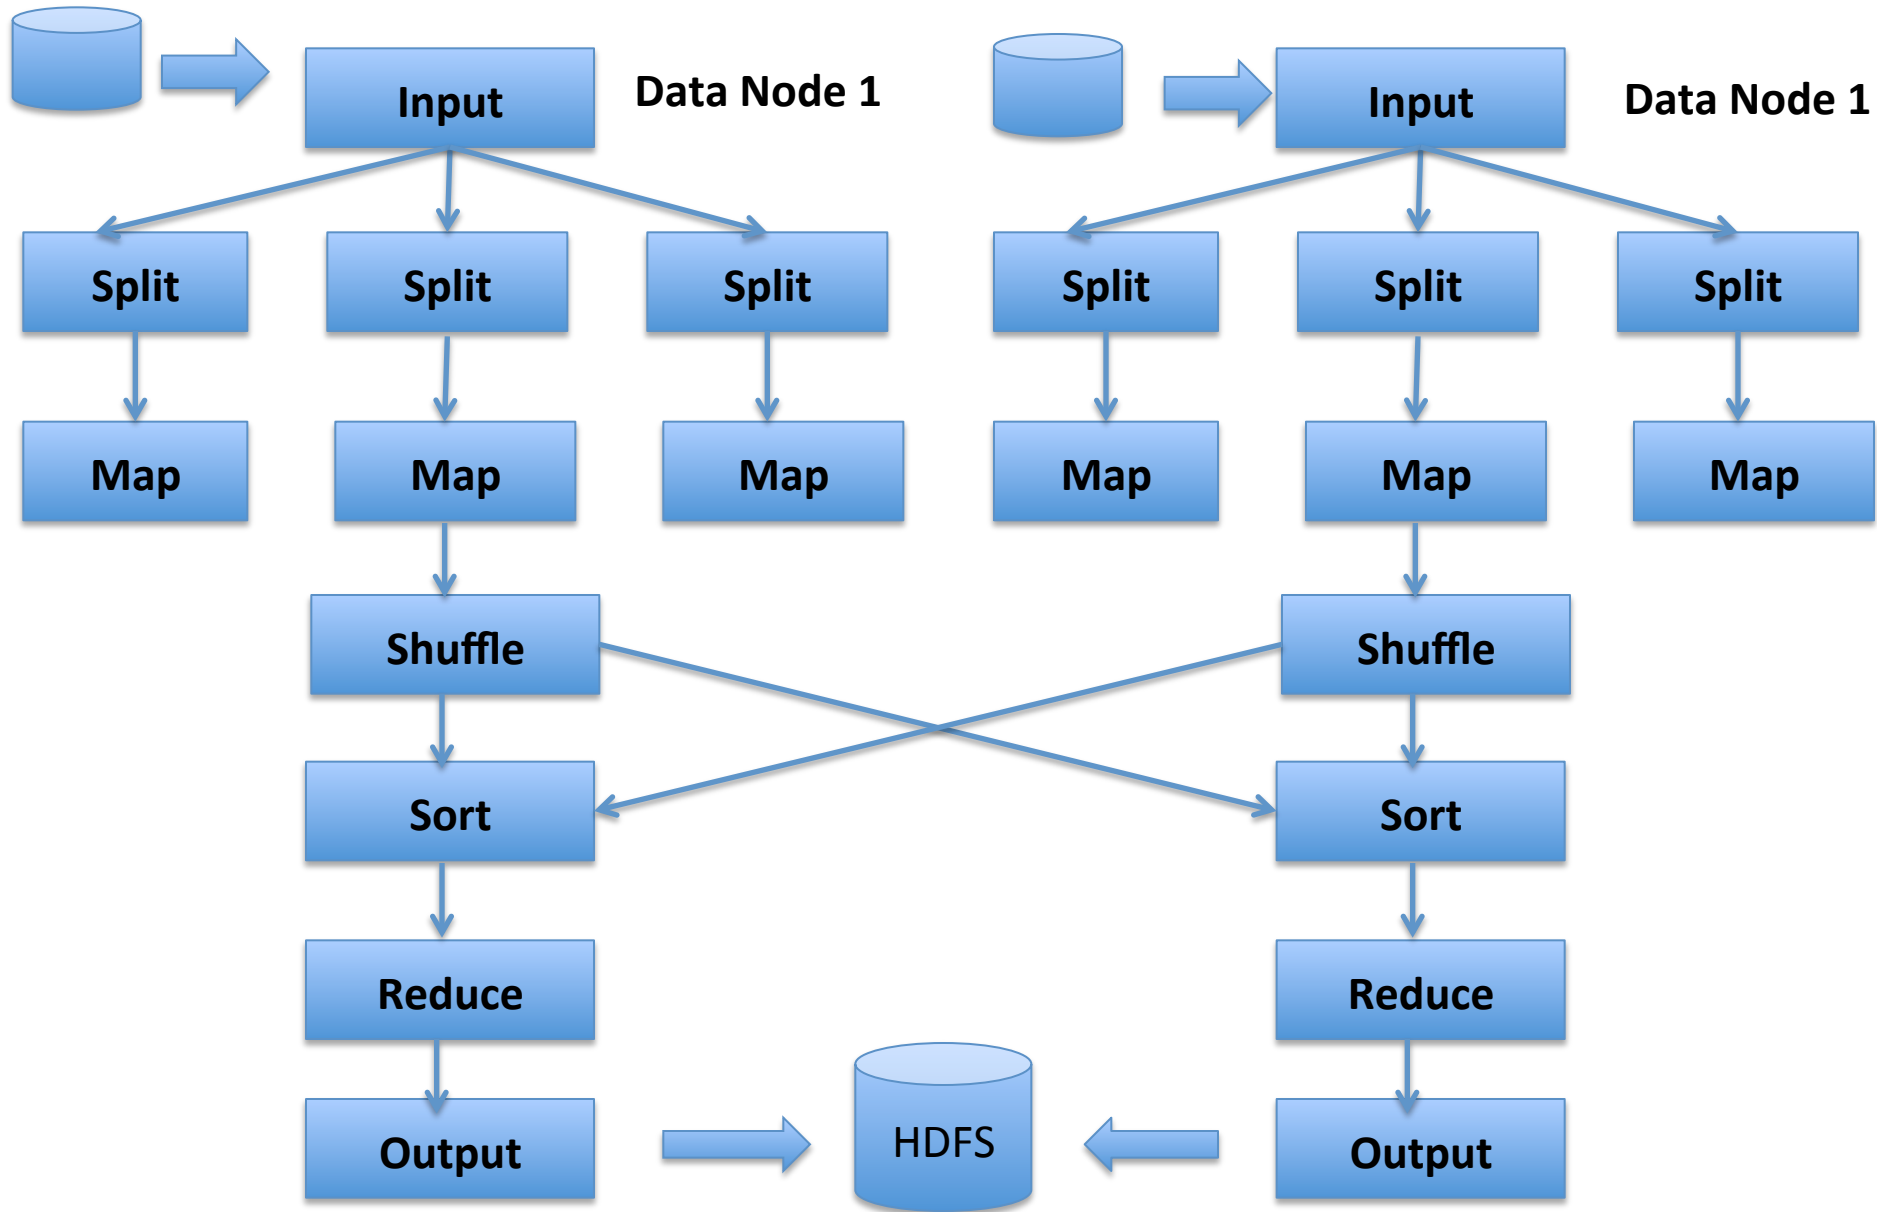 Input
Data Node 1
Input
Data Node 1
Split
Split
Split
Split
Split
Split
Map
Map
Map
Map
Map
Map
Shuffle
Shuffle
Sort
Sort
Reduce
Reduce
Output
HDFS
Output